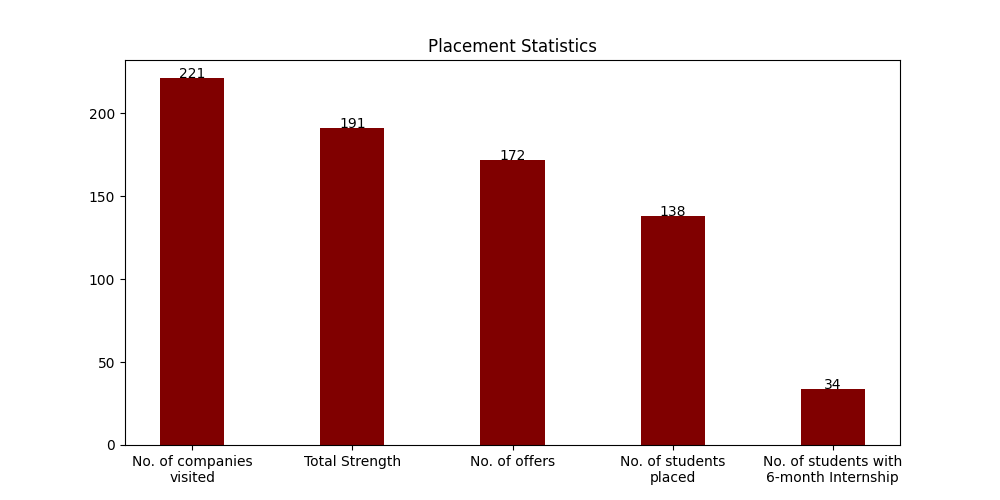 Placement Statistics
221
191
172
138
34
200
150
100
50
0
No. of companies
visited
Total Strength
No. of offers
No. of students
placed
No. of students with
6-month Internship